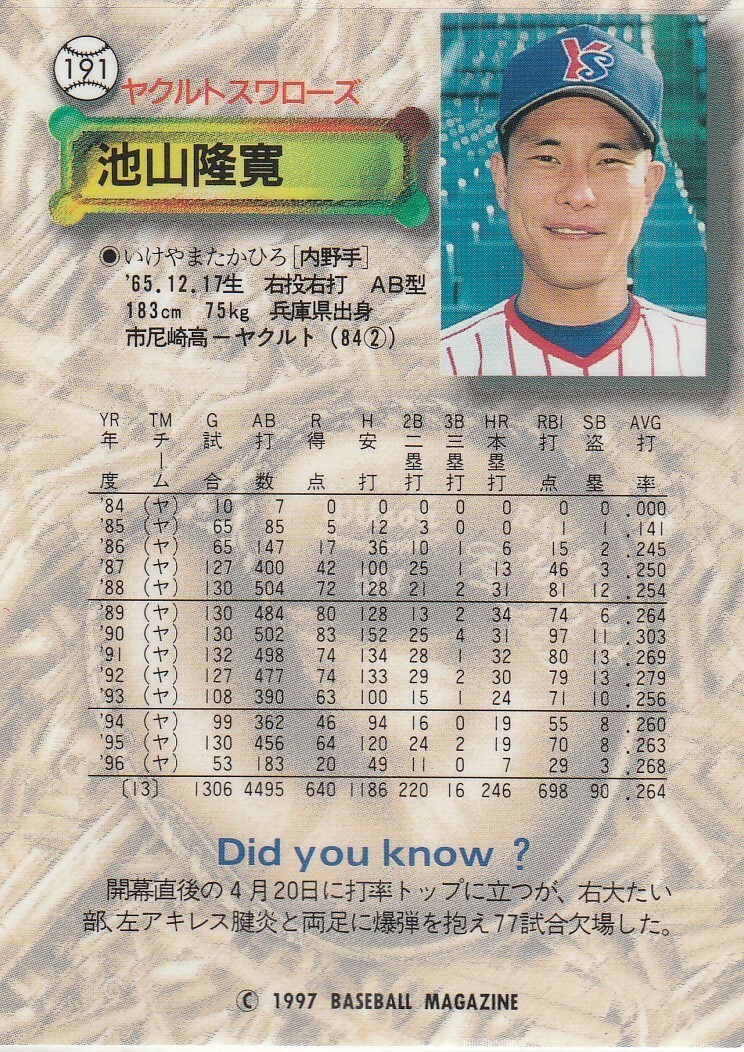 191
ヤクルトスワローズ
池山隆寛
YS
◉いけやまたかひろ[内野手]
'65.12.17生 右投右打 AB型
183cm 75kg 兵庫県出身
市尼崎高ーヤクルト(84②)
YR TM G AB R H 2B 3B HR RBI SB AVG
年度 チーム 試合 打数 得点 安打 二塁打 三塁打 本塁打 打点 盗塁 打率
'84 (ヤ) 10 7 0 0 0 0 0 0 0 .000
'85 (ヤ) 65 85 5 12 3 0 0 1 1 .141
'86 (ヤ) 65 147 17 36 10 1 6 15 2 .245
'87 (ヤ) 127 400 42 100 25 1 13 46 3 .250
'88 (ヤ) 130 504 72 128 21 2 31 81 12 .254
'89 (ヤ) 130 484 80 128 13 2 34 74 6 .264
'90 (ヤ) 130 502 83 152 25 4 31 97 11 .303
'91 (ヤ) 132 498 74 134 28 1 32 80 13 .269
'92 (ヤ) 127 477 74 133 29 2 30 79 13 .279
'93 (ヤ) 108 390 63 100 15 1 24 71 10 .256
'94 (ヤ) 99 362 46 94 16 0 19 55 8 .260
'95 (ヤ) 130 456 64 120 24 2 19 70 8 .263
'96 (ヤ) 53 183 20 49 11 0 7 29 3 .268
〔13〕 1306 4495 640 1186 220 16 246 698 90 .264
Did you know ?
開幕直後の4月20日に打率トップに立つが、右大たい
部、左アキレス腱炎と両足に爆弾を抱え77試合欠場した。
© 1997 BASEBALL MAGAZINE